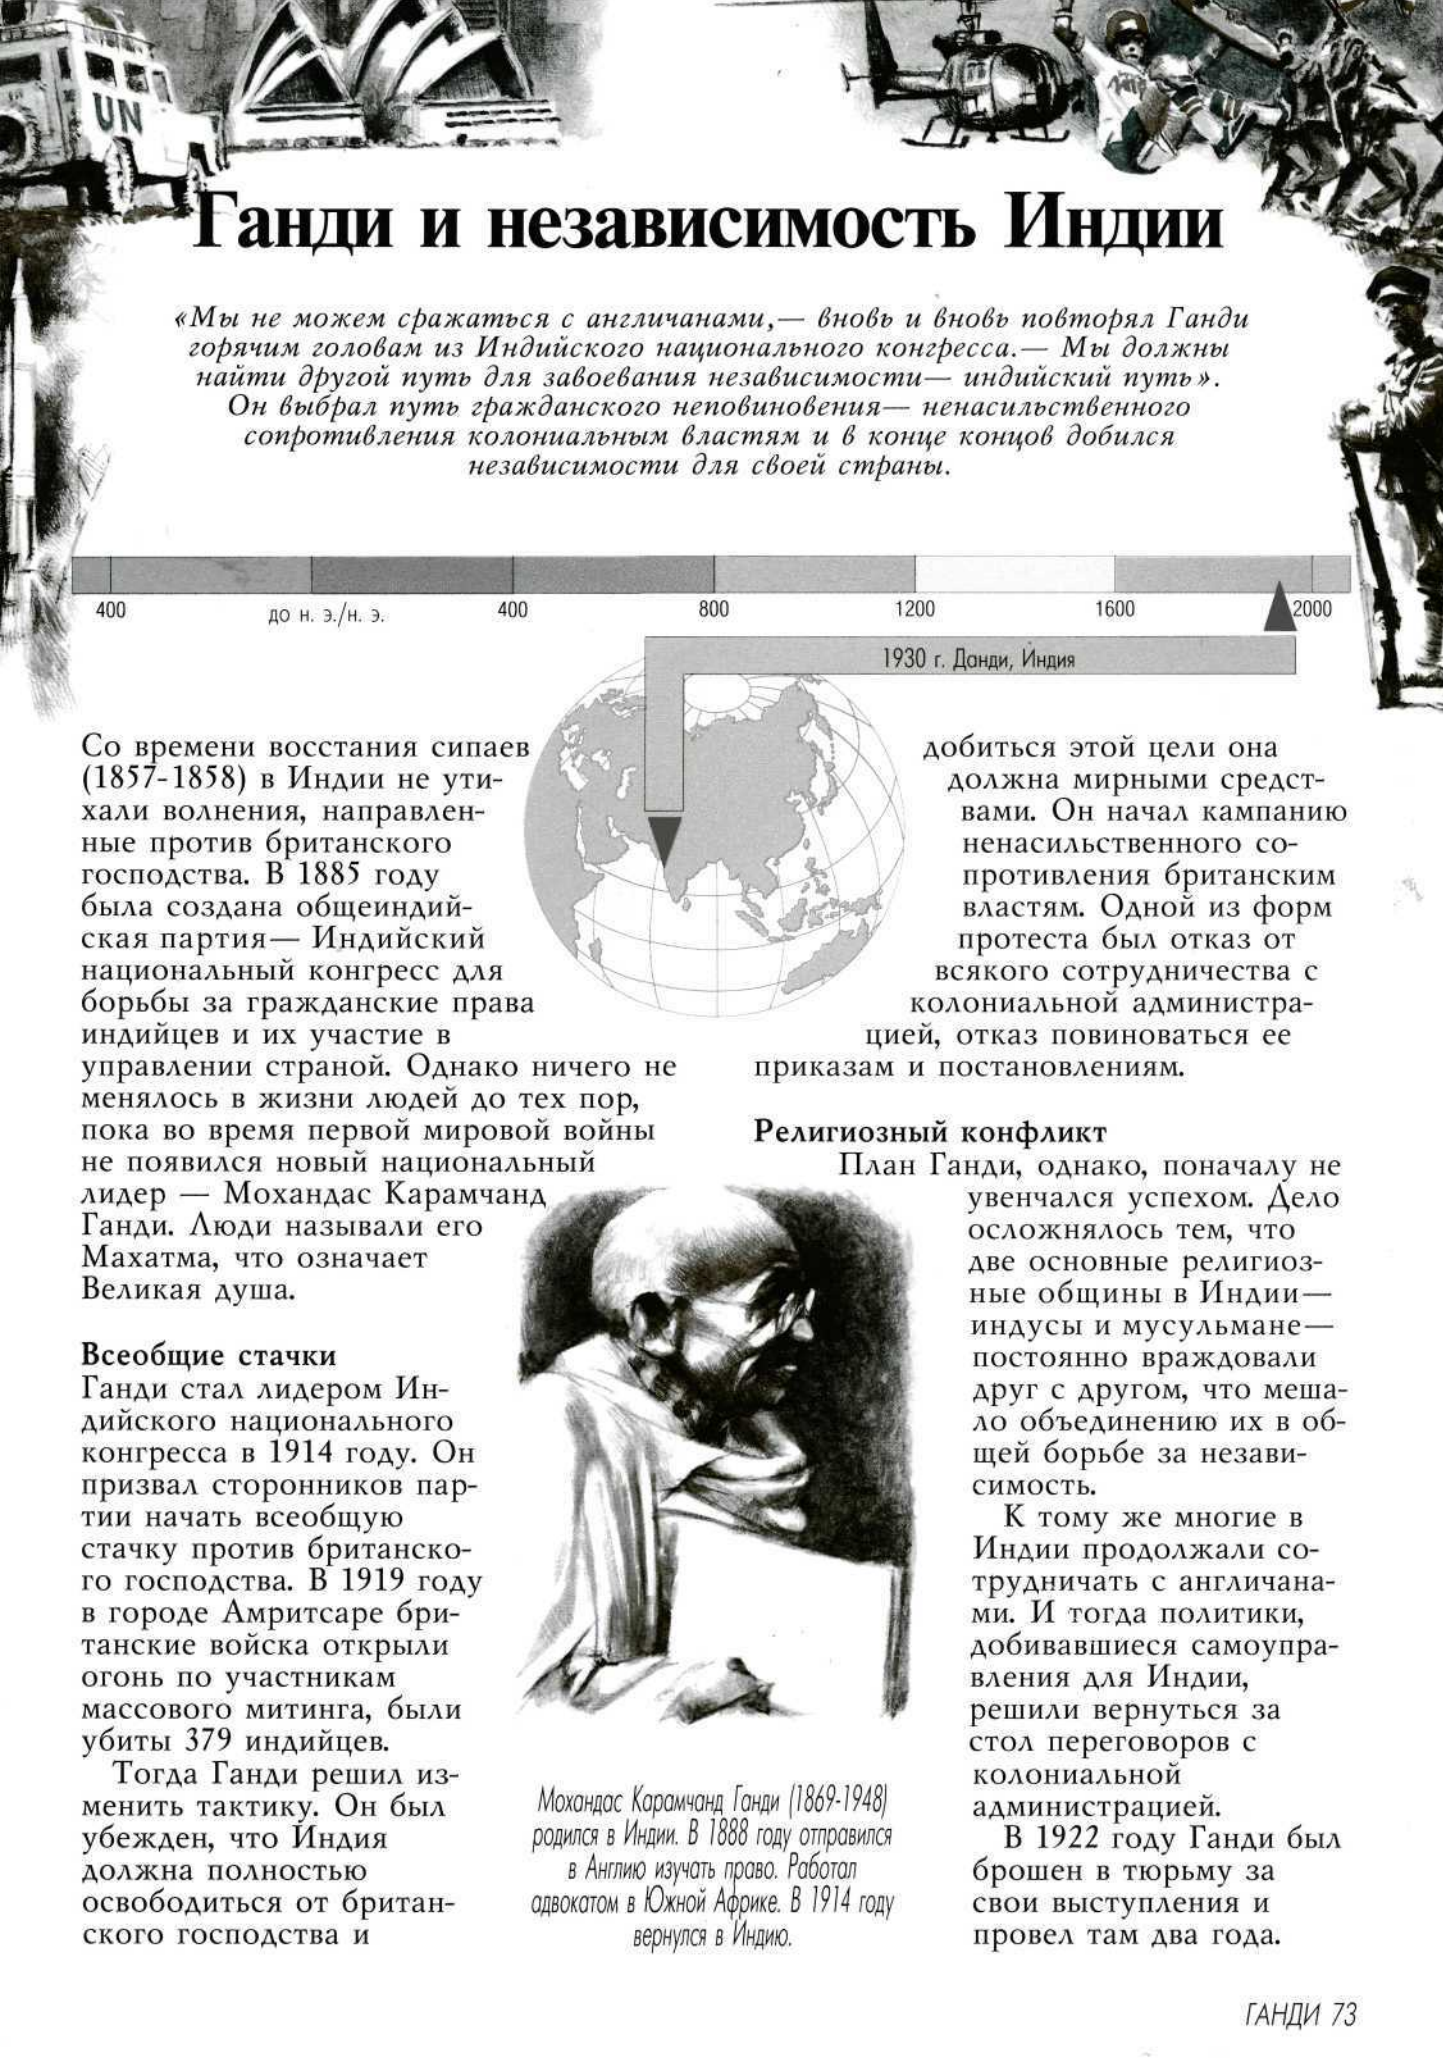 UN
Ганди и независимость Индии
«Мы не можем сражаться с англичанами,— вновь и вновь повторял Ганди
горячим головам из Индийского национального конгресса.— Мы должны
найти другой путь для завоевания независимости— индийский путь».
Он выбрал путь гражданского неповиновения— ненасильственного
сопротивления колониальным властям и в конце концов добился
независимости для своей страны.
400
до н. э./н. э.
400
800
1200
1600
2000
1930 г. Данди, Индия
Со времени восстания сипаев
(1857-1858) в Индии не ути-
хали волнения, направлен-
ные против британского
господства. В 1885 году
была создана общеиндий-
ская партия— Индийский
национальный конгресс для
борьбы за гражданские права
индийцев и их участие в
управлении страной. Однако ничего не
менялось в жизни людей до тех пор,
пока во время первой мировой войны
не появился новый национальный
лидер — Мохандас Карамчанд
Ганди. Люди называли его
Махатма, что означает
Великая душа.
Всеобщие стачки
Ганди стал лидером Ин-
дийского национального
конгресса в 1914 году. Он
призвал сторонников пар-
тии начать всеобщую
стачку против британско-
го господства. В 1919 году
в городе Амритсаре бри-
танские войска открыли
огонь по участникам
массового митинга, были
убиты 379 индийцев.
Тогда Ганди решил из-
менить тактику. Он был
убежден, что Индия
должна полностью
освободиться от британ-
ского господства и
Мохандас Карамчанд Ганди (1869-1948)
родился в Индии. В 1888 году отправился
в Англию изучать право. Работал
адвокатом в Южной Африке. В 1914 году
вернулся в Индию.
добиться этой цели она
должна мирными средст-
вами. Он начал кампанию
ненасильственного со-
противления британским
властям. Одной из форм
протеста был отказ от
всякого сотрудничества с
колониальной администра-
цией, отказ повиноваться ее
приказам и постановлениям.
Религиозный конфликт
План Ганди, однако, поначалу не
увенчался успехом. Дело
осложнялось тем, что
две основные религиоз-
ные общины в Индии—
индусы и мусульмане—
постоянно враждовали
друг с другом, что меша-
ло объединению их в об-
щей борьбе за незави-
симость.
К тому же многие в
Индии продолжали со-
трудничать с англичана-
ми. И тогда политики,
добивавшиеся самоупра-
вления для Индии,
решили вернуться за
стол переговоров с
колониальной
администрацией.
В 1922 году Ганди был
брошен в тюрьму за
свои выступления и
провел там два года.
ГАНДИ 73